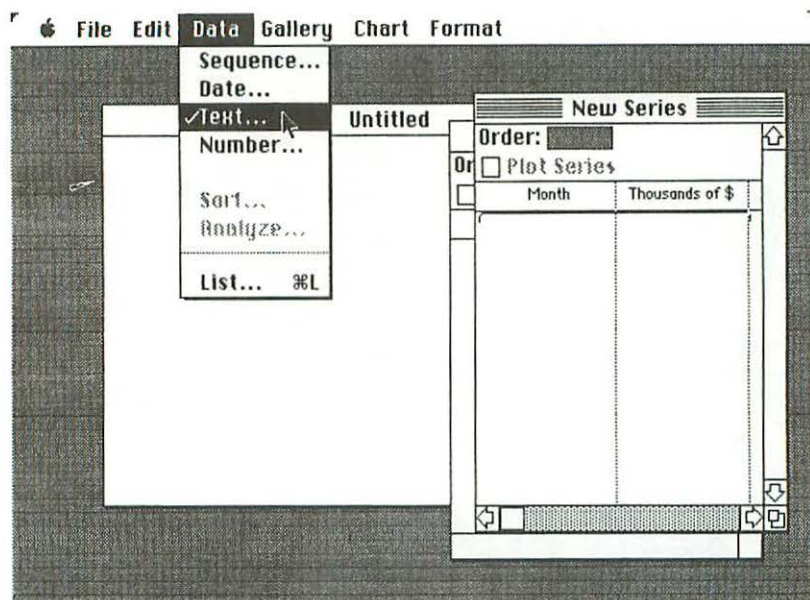 File Edit Data Gallery Chart Format
Sequence...
Date...
✓Text...
Number...
Sort...
Analyze...
List... ⌘L
Untitled
Or
New Series
Order:
Plot Series
Month Thousands of $